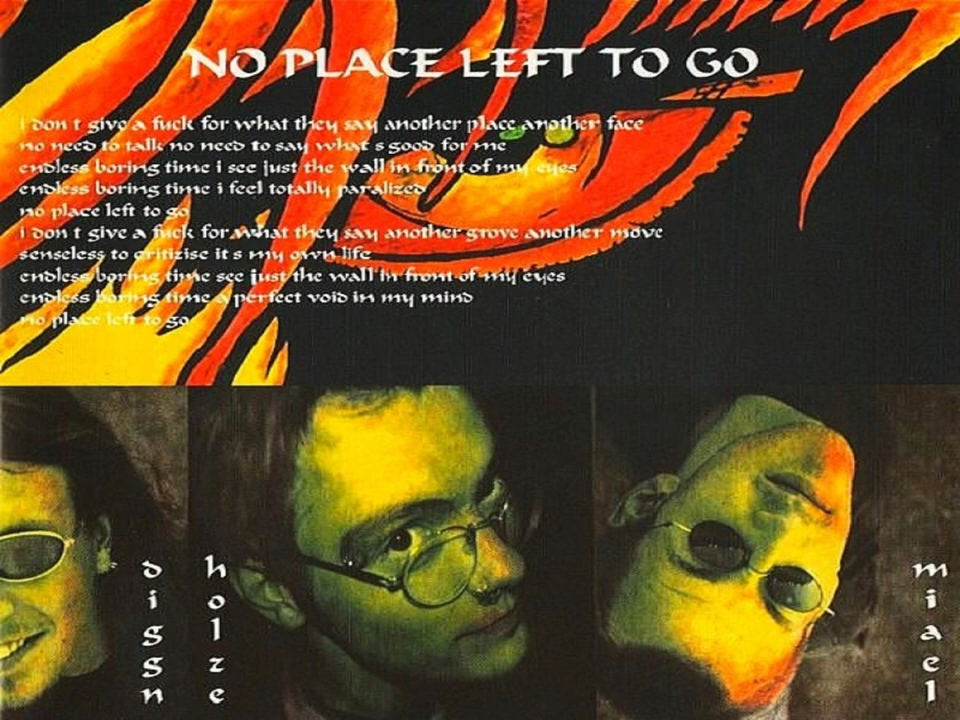 NO PLACE LEFT TO GO
i don t give a fuck for what they say another place another face
no need to talk no need to say what s good for me
endless boring time i see just the wall in front of my eyes
endless boring time i feel totally paralized
no place left to go
i don t give a fuck for what they say another grove another move
senseless to critizise it s my own life
endless boring time see just the wall in front of my eyes
endless boring time a perfect void in my mind
no place left to go
diggn
holze
miael